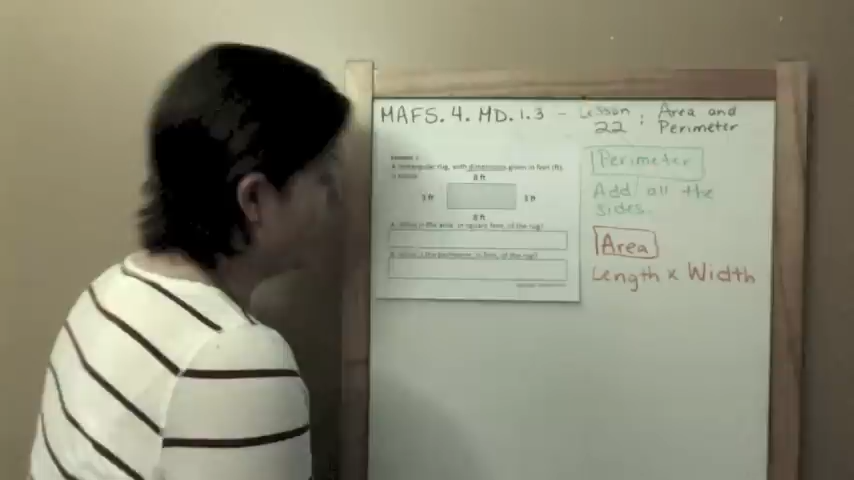 MAFS.4.MD.1.3 - Lesson 22: Area and Perimeter
A rectangular rug, with dimensions given in feet (ft),
8 ft
3 ft
3 ft
8 ft
A. What is the area, in square feet, of the rug?
B. What is the perimeter, in feet, of the rug?
Perimeter
Add all the
sides.
Area
Length x Width